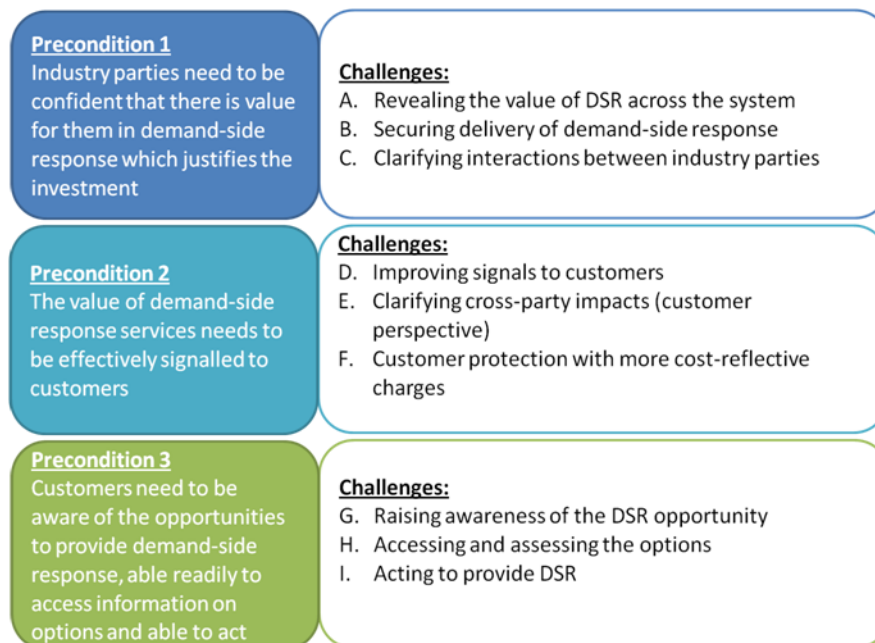 Precondition 1
Industry parties need to be
confident that there is value
for them in demand-side
response which justifies the
investment
Challenges:
A. Revealing the value of DSR across the system
B. Securing delivery of demand-side response
C. Clarifying interactions between industry parties
Precondition 2
The value of demand-side
response services needs to
be effectively signalled to
customers
Challenges:
D. Improving signals to customers
E. Clarifying cross-party impacts (customer
perspective)
F. Customer protection with more cost-reflective
charges
Precondition 3
Customers need to be
aware of the opportunities
to provide demand-side
response, able readily to
access information on
options and able to act
Challenges:
G. Raising awareness of the DSR opportunity
H. Accessing and assessing the options
I. Acting to provide DSR